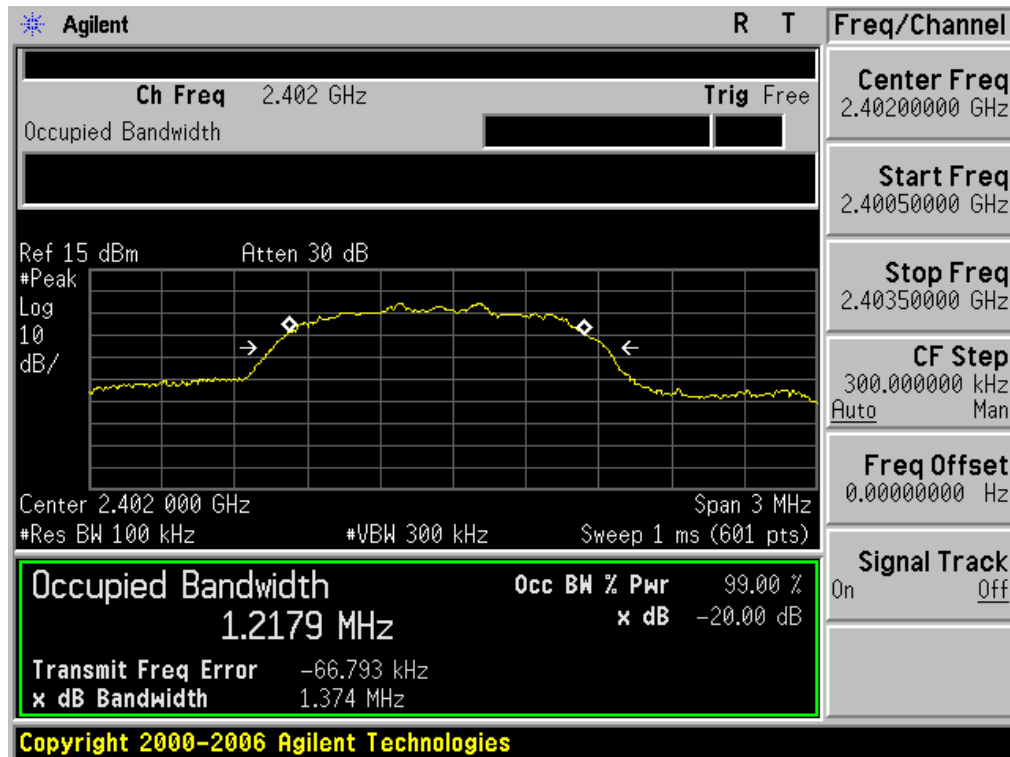 Agilent R T
Ch Freq 2.402 GHz Trig Free
Occupied Bandwidth
Ref 15 dBm Atten 30 dB
#Peak
Log
10
dB/
Center 2.402 000 GHz Span 3 MHz
#Res BW 100 kHz #VBW 300 kHz Sweep 1 ms (601 pts)
Occupied Bandwidth Occ BW % Pwr 99.00 %
1.2179 MHz x dB -20.00 dB
Transmit Freq Error -66.793 kHz
x dB Bandwidth 1.374 MHz
Copyright 2000-2006 Agilent Technologies
Freq/Channel
Center Freq
2.40200000 GHz
Start Freq
2.40050000 GHz
Stop Freq
2.40350000 GHz
CF Step
300.000000 kHz
Auto Man
Freq Offset
0.00000000 Hz
Signal Track
On Off